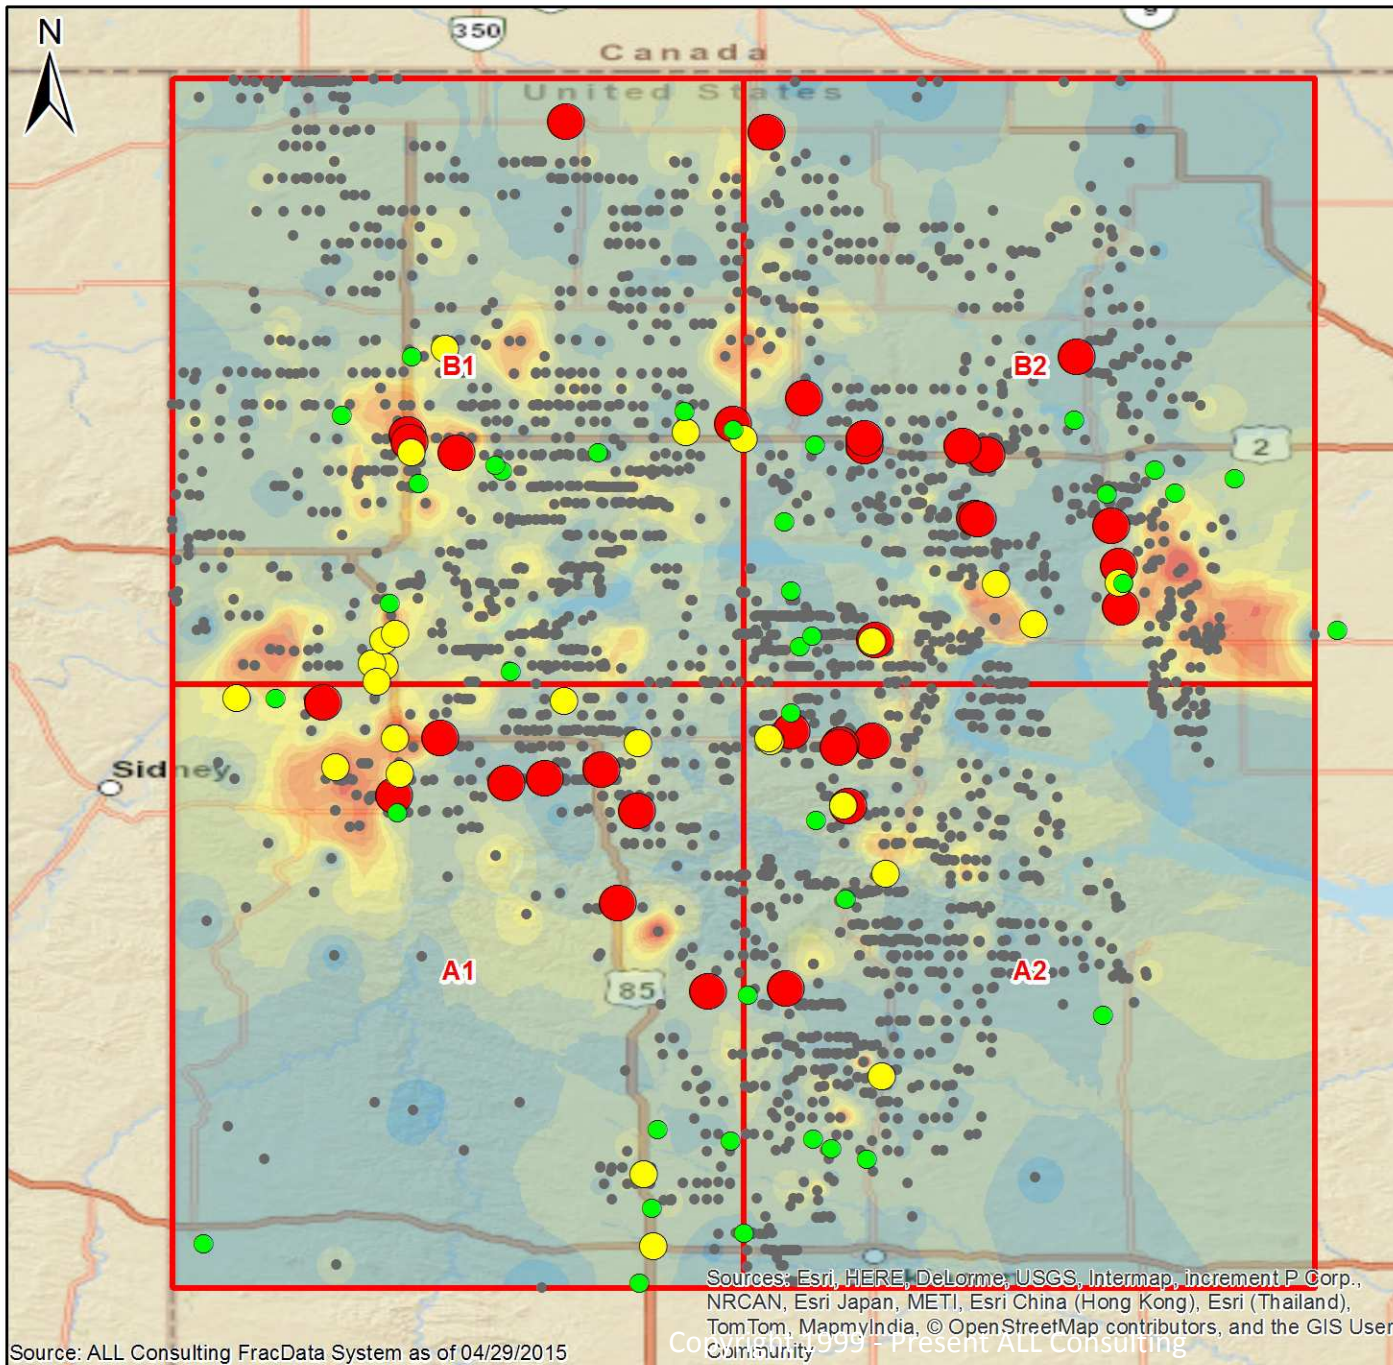 N
350
Canada
United States
B1
B2
2
Sidney
A1
A2
85
Sources: Esri, HERE, DeLorme, USGS, Intermap, increment P Corp.,
NRCAN, Esri Japan, METI, Esri China (Hong Kong), Esri (Thailand),
TomTom, MapmyIndia, © OpenStreetMap contributors, and the GIS User
Community
Copyright 1999 - Present ALL Consulting
Source: ALL Consulting FracData System as of 04/29/2015